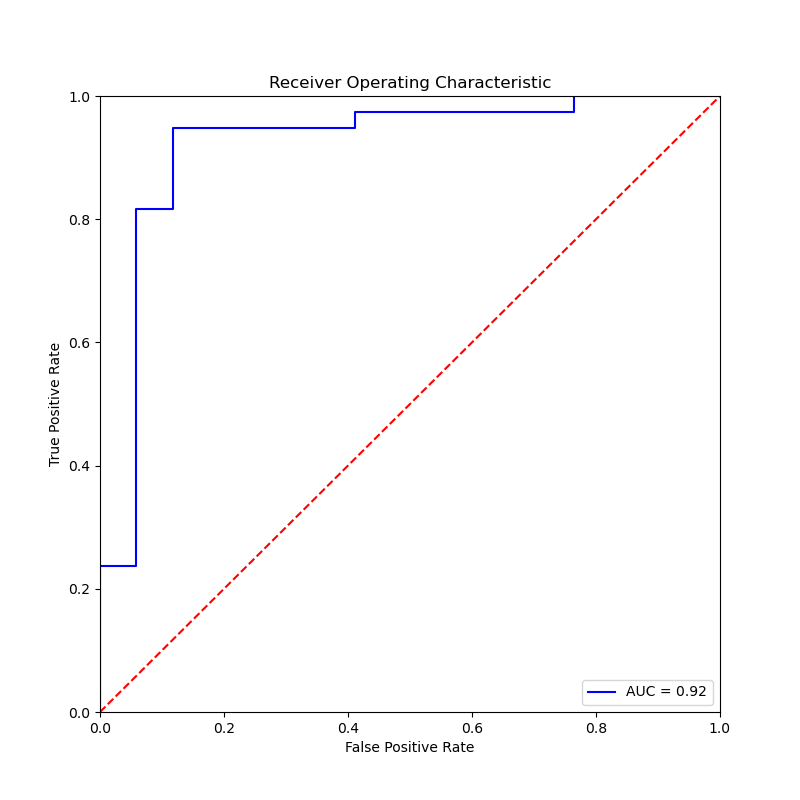 Receiver Operating Characteristic
1.0
0.8
0.6
0.4
0.2
0.0
True Positive Rate
AUC = 0.92
0.0 0.2 0.4 0.6 0.8 1.0
False Positive Rate